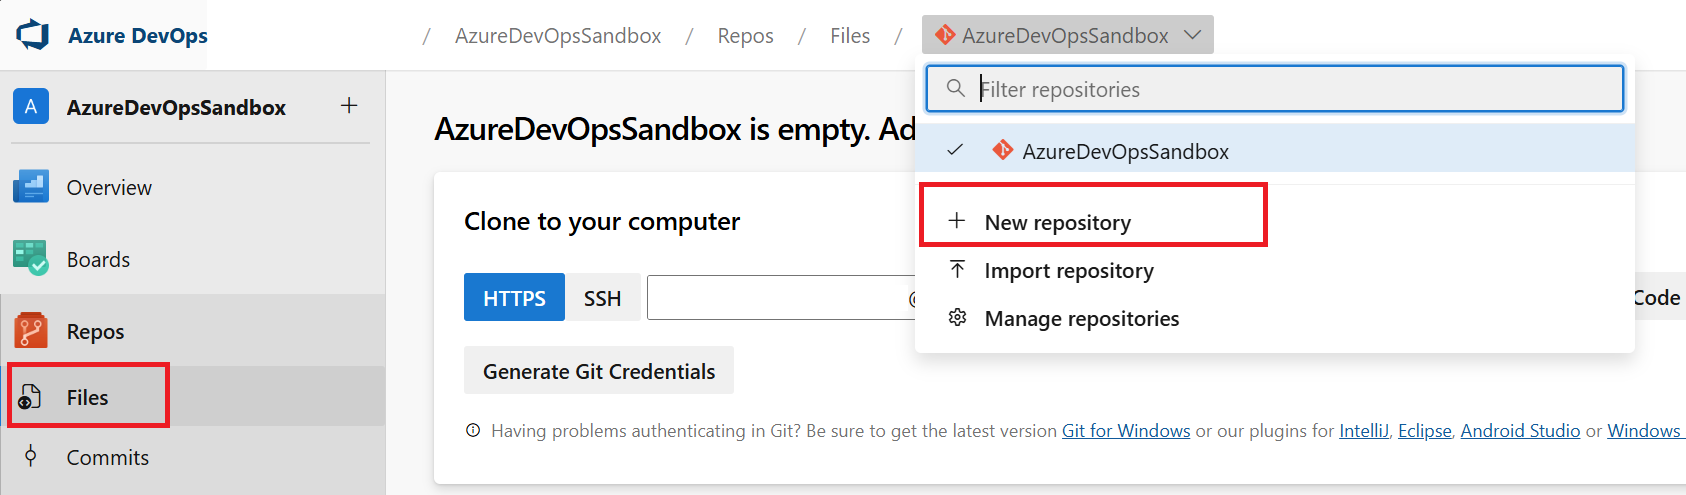 Azure DevOps
/ AzureDevOpsSandbox / Repos / Files / AzureDevOpsSandbox
A AzureDevOpsSandbox +
Filter repositories
AzureDevOpsSandbox is empty. Ad
AzureDevOpsSandbox
Overview
Clone to your computer
+ New repository
Boards
Import repository
HTTPS SSH
Code
Manage repositories
Repos
Generate Git Credentials
Files
Having problems authenticating in Git? Be sure to get the latest version Git for Windows or our plugins for IntelliJ, Eclipse, Android Studio or Windows
Commits